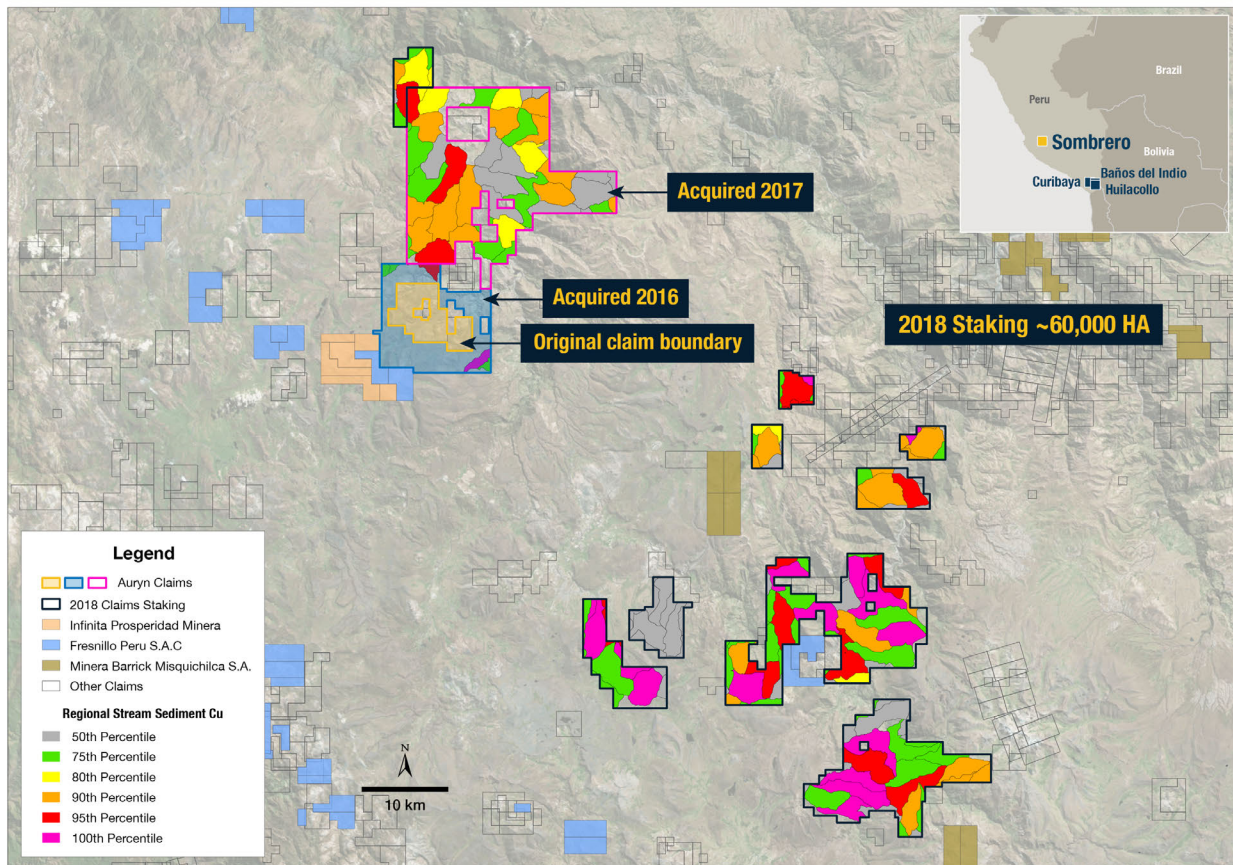 Brazil
Peru
Sombrero
Bolivia
Curibaya
Baños del Indio
Huilacollo
Acquired 2017
Acquired 2016
2018 Staking ~60,000 HA
Original claim boundary
Legend
Auryn Claims
2018 Claims Staking
Infinita Prosperidad Minera
Fresnillo Peru S.A.C
Minera Barrick Misquichilca S.A.
Other Claims
Regional Stream Sediment Cu
50th Percentile
75th Percentile
80th Percentile
90th Percentile
95th Percentile
100th Percentile
N
10 km